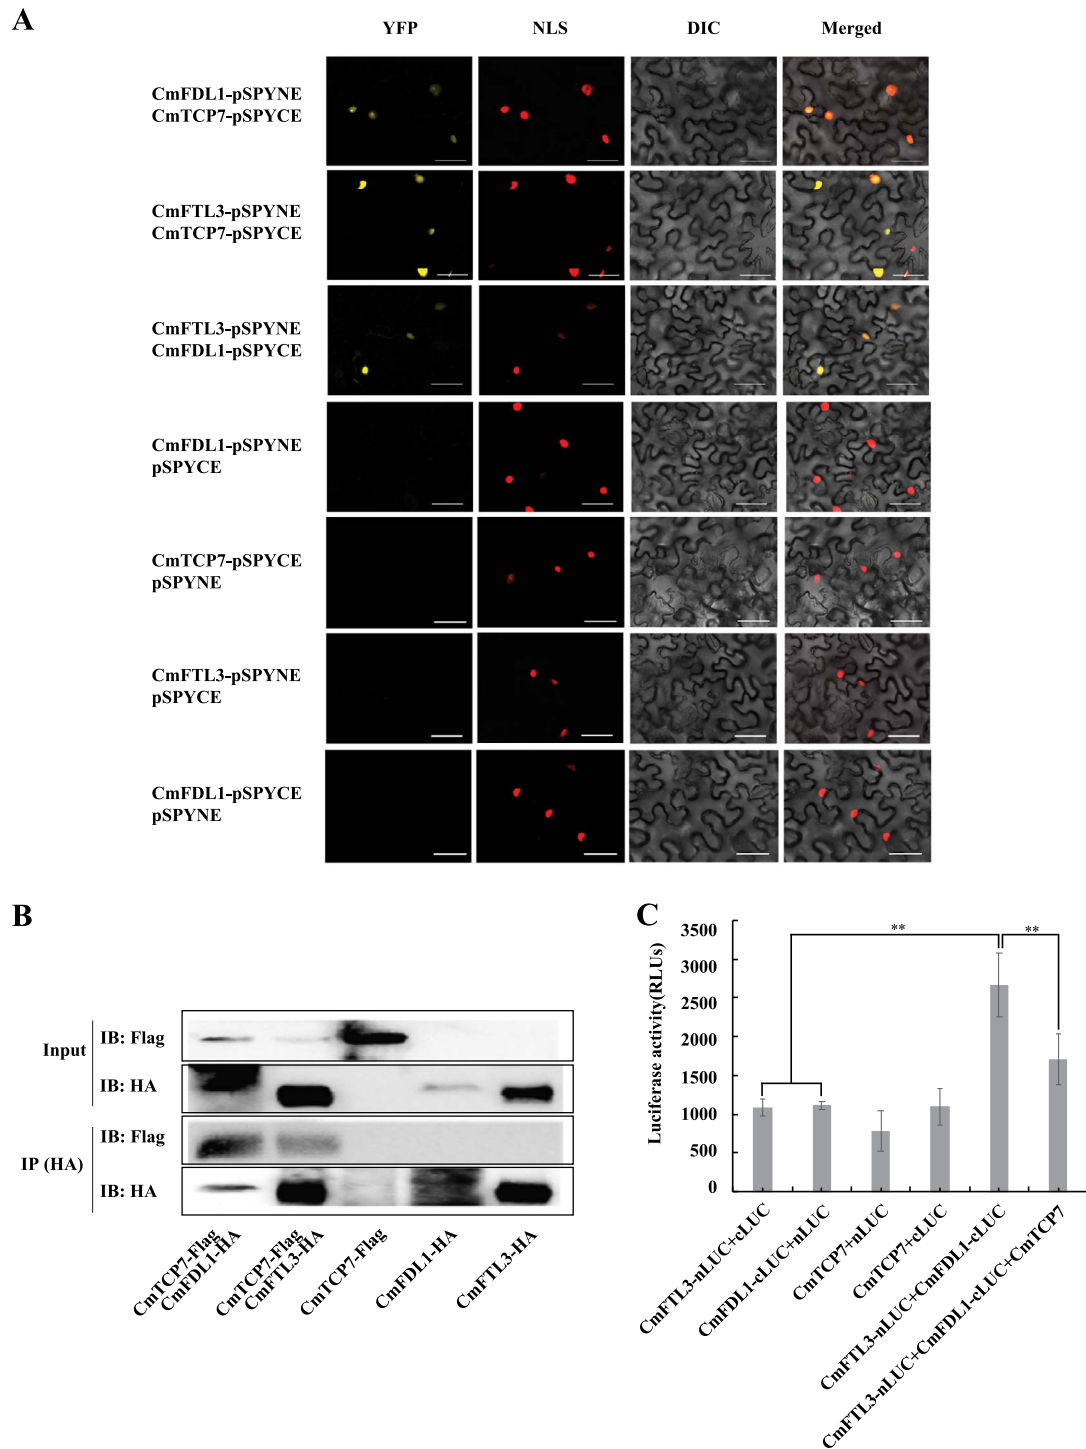 A
YFP NLS DIC Merged
CmFDL1-pSPYNE
CmTCP7-pSPYCE
CmFTL3-pSPYNE
CmTCP7-pSPYCE
CmFTL3-pSPYNE
CmFDL1-pSPYCE
CmFDL1-pSPYNE
pSPYCE
CmTCP7-pSPYCE
pSPYNE
CmFTL3-pSPYNE
pSPYCE
CmFDL1-pSPYCE
pSPYNE
B
Input
IB: Flag
IB: HA
IP (HA)
IB: Flag
IB: HA
CmTCP7-Flag
CmFDL1-HA
CmTCP7-Flag
CmFTL3-HA
CmTCP7-Flag
CmFDL1-HA
CmFTL3-HA
C
Luciferase activity(RLUs)
3500
3000
2500
2000
1500
1000
500
0
**
**
CmFTL3-nLUC+cLUC
CmFDL1-cLUC+nLUC
CmTCP7+nLUC
CmTCP7+cLUC
CmFTL3-nLUC+CmFDL1-cLUC
CmFTL3-nLUC+CmFDL1-cLUC+CmTCP7